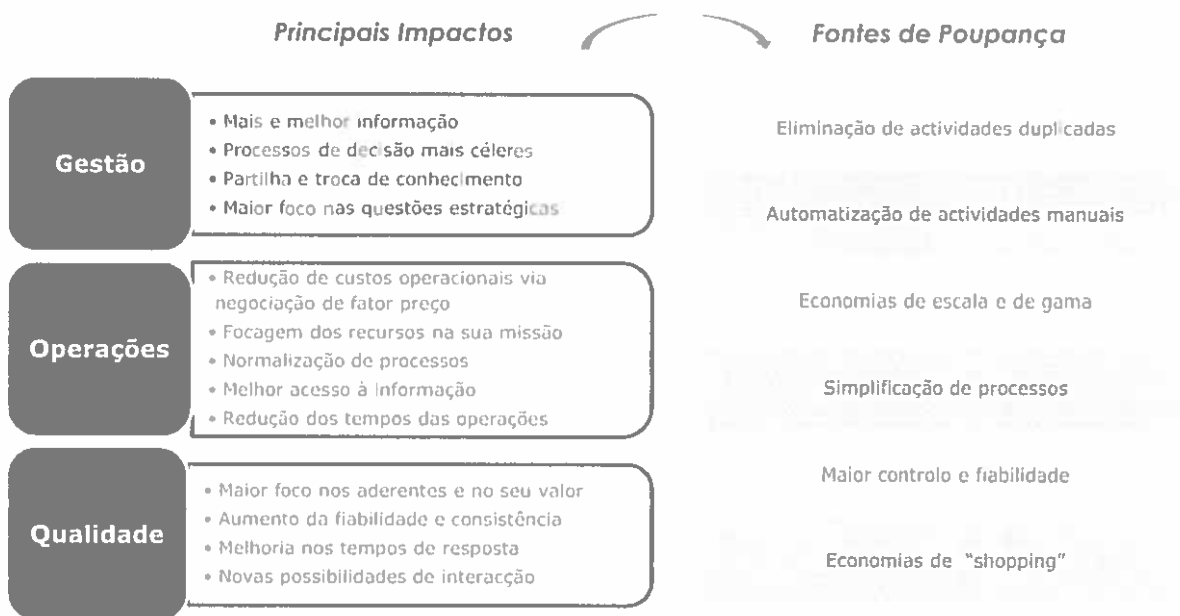 Principais Impactos
Fontes de Poupança
Gestão
• Mais e melhor informação
• Processos de decisão mais céleres
• Partilha e troca de conhecimento
• Maior foco nas questões estratégicas
Operações
• Redução de custos operacionais via
negociação de fator preço
• Focagem dos recursos na sua missão
• Normalização de processos
• Melhor acesso à informação
• Redução dos tempos das operações
Qualidade
• Maior foco nos aderentes e no seu valor
• Aumento da fiabilidade e consistência
• Melhoria nos tempos de resposta
• Novas possibilidades de interacção
Eliminação de actividades duplicadas
Automatização de actividades manuais
Economias de escala e de gama
Simplificação de processos
Maior controlo e fiabilidade
Economias de "shopping"